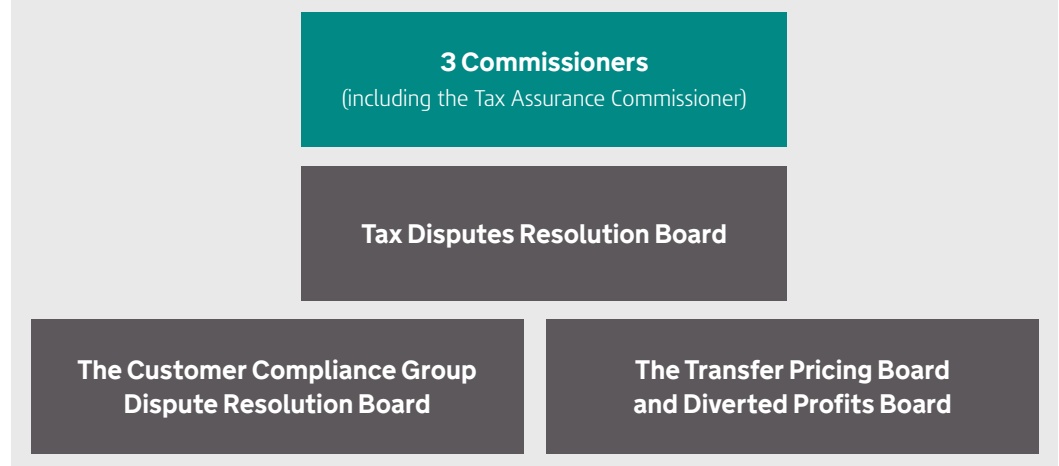 3 Commissioners
(including the Tax Assurance Commissioner)
Tax Disputes Resolution Board
The Customer Compliance Group
Dispute Resolution Board
The Transfer Pricing Board
and Diverted Profits Board